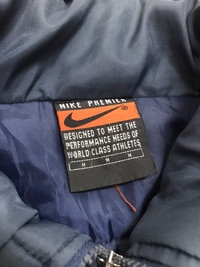 NIKE PREMIER
®
DESIGNED TO MEET THE
PERFORMANCE NEEDS OF
WORLD CLASS ATHLETES
M M M